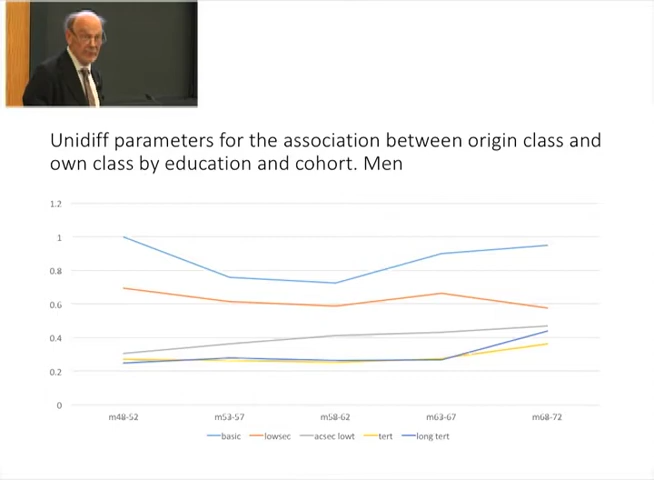 Unidiff parameters for the association between origin class and
own class by education and cohort. Men
1.2
1
0.8
0.6
0.4
0.2
0
m48-52 m53-57 m58-62 m63-67 m68-72
basic lowsec acsec lowt tert long tert